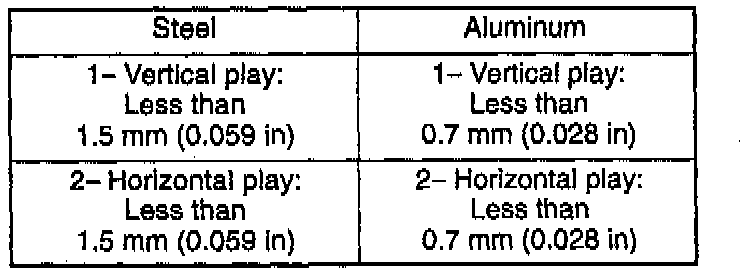 Steel
Aluminum
1– Vertical play:
Less than
1.5 mm (0.059 in)
1– Vertical play:
Less than
0.7 mm (0.028 in)
2– Horizontal play:
Less than
1.5 mm (0.059 in)
2– Horizontal play:
Less than
0.7 mm (0.028 in)